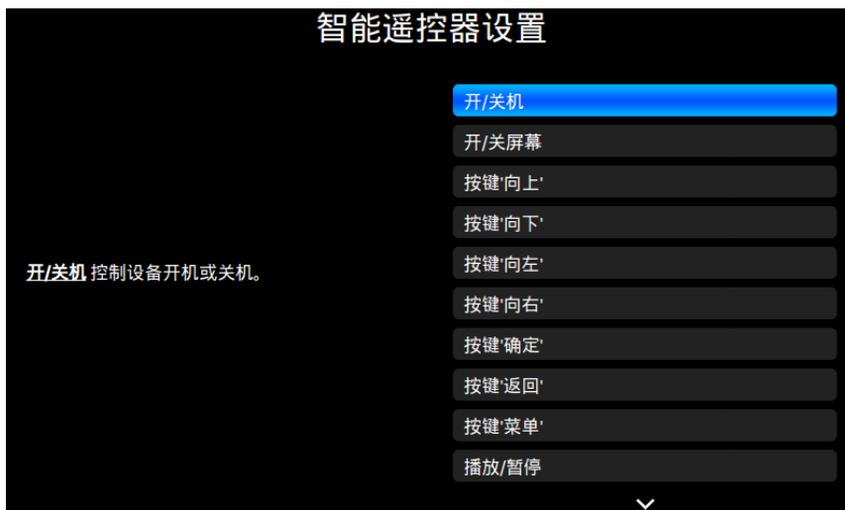 智能遥控器设置
开/关机
开/关屏幕
按键'向上'
按键'向下'
按键'向左'
开/关机 控制设备开机或关机。
按键'向右'
按键'确定'
按键'返回'
按键'菜单'
播放/暂停